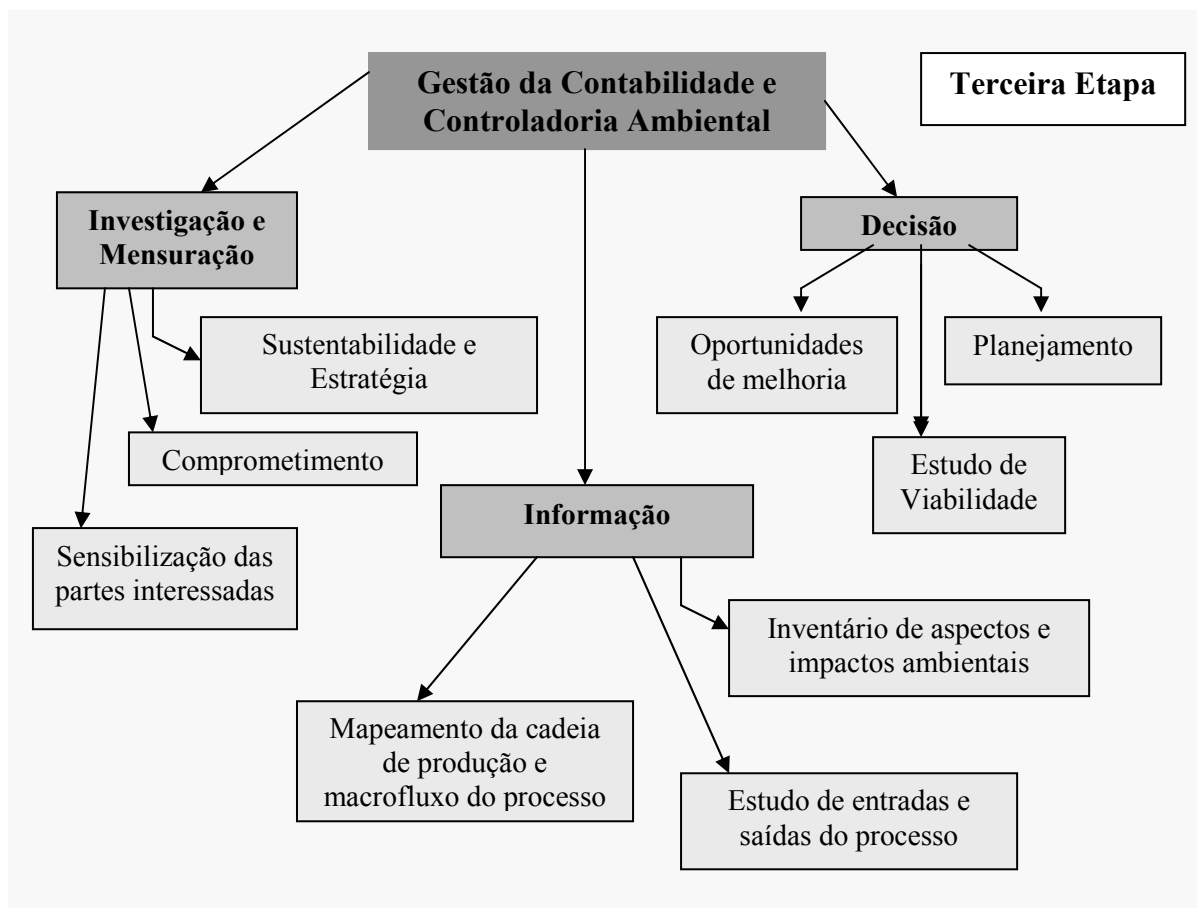 Gestão da Contabilidade e
Controladoria Ambiental
Terceira Etapa
Investigação e
Mensuração
Decisão
Sustentabilidade e
Estratégia
Oportunidades
de melhoria
Planejamento
Comprometimento
Estudo de
Viabilidade
Informação
Sensibilização das
partes interessadas
Inventário de aspectos e
impactos ambientais
Mapeamento da cadeia
de produção e
macrofluxo do processo
Estudo de entradas e
saídas do processo